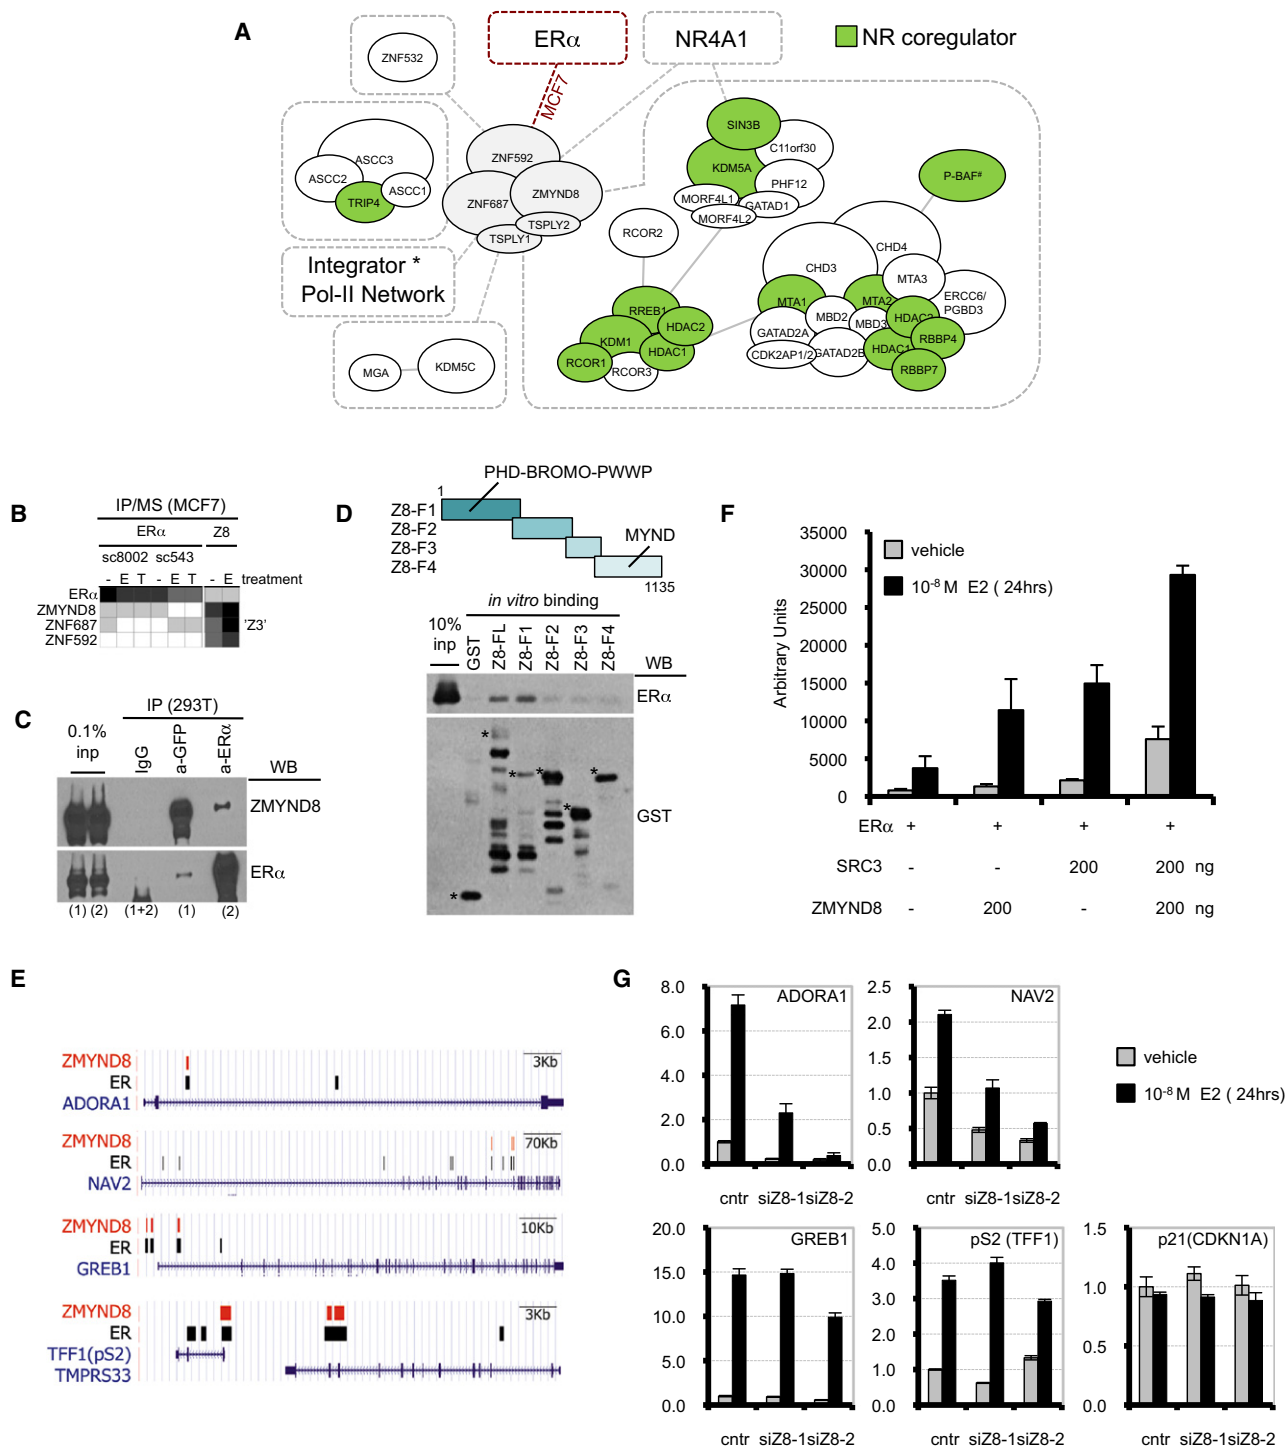 A
ERα
NR4A1
NR coregulator
ZNF532
MCF7
SIN3B
C11orf30
KDM5A
PHF12
MORF4L1
GATAD1
MORF4L2
P-BAF#
ASCC3
ASCC2
ASCC1
TRIP4
ZNF592
ZMYND8
ZNF687
TSPLY2
TSPLY1
RCOR2
CHD4
CHD3
MTA3
MTA1
MTA2
ERCC6/
PGBD3
MBD2
MBD3
HDAC2
GATAD2A
RBBP4
CDK2AP1/2
GATAD2B
HDAC1
RBBP7
RREB1
HDAC2
KDM1
HDAC1
RCOR1
RCOR3
Integrator *
Pol-II Network
MGA
KDM5C
B
IP/MS (MCF7)
ERα Z8
sc8002 sc543
- E T - E T - E treatment
ERα
ZMYND8
ZNF687
ZNF592
'Z3'
C
IP (293T)
0.1%
inp
IgG
a-GFP
a-ERα
WB
ZMYND8
ERα
(1) (2) (1+2) (1) (2)
D
PHD-BROMO-PWWP
1
Z8-F1
Z8-F2
Z8-F3
Z8-F4
MYND
1135
in vitro binding
10%
inp
GST
Z8-FL
Z8-F1
Z8-F2
Z8-F3
Z8-F4
WB
ERα
*
*
*
*
*
*
GST
F
35000
30000
25000
20000
15000
10000
5000
0
Arbitrary Units
vehicle
10-8 M E2 ( 24hrs)
ERα + + + +
SRC3 - - 200 200 ng
ZMYND8 - 200 - 200 ng
E
ZMYND8
ER
ADORA1
3Kb
ZMYND8
ER
NAV2
70Kb
ZMYND8
ER
GREB1
10Kb
ZMYND8
ER
TFF1(pS2)
TMPRS33
3Kb
G
ADORA1
8.0
6.0
4.0
2.0
0.0
cntr siZ8-1 siZ8-2
NAV2
2.5
2.0
1.5
1.0
0.5
0.0
cntr siZ8-1 siZ8-2
vehicle
10-8 M E2 ( 24hrs)
GREB1
20.0
15.0
10.0
5.0
0.0
cntr siZ8-1 siZ8-2
pS2 (TFF1)
5.0
4.0
3.0
2.0
1.0
0.0
cntr siZ8-1 siZ8-2
p21(CDKN1A)
1.5
1.0
0.5
0.0
cntr siZ8-1 siZ8-2